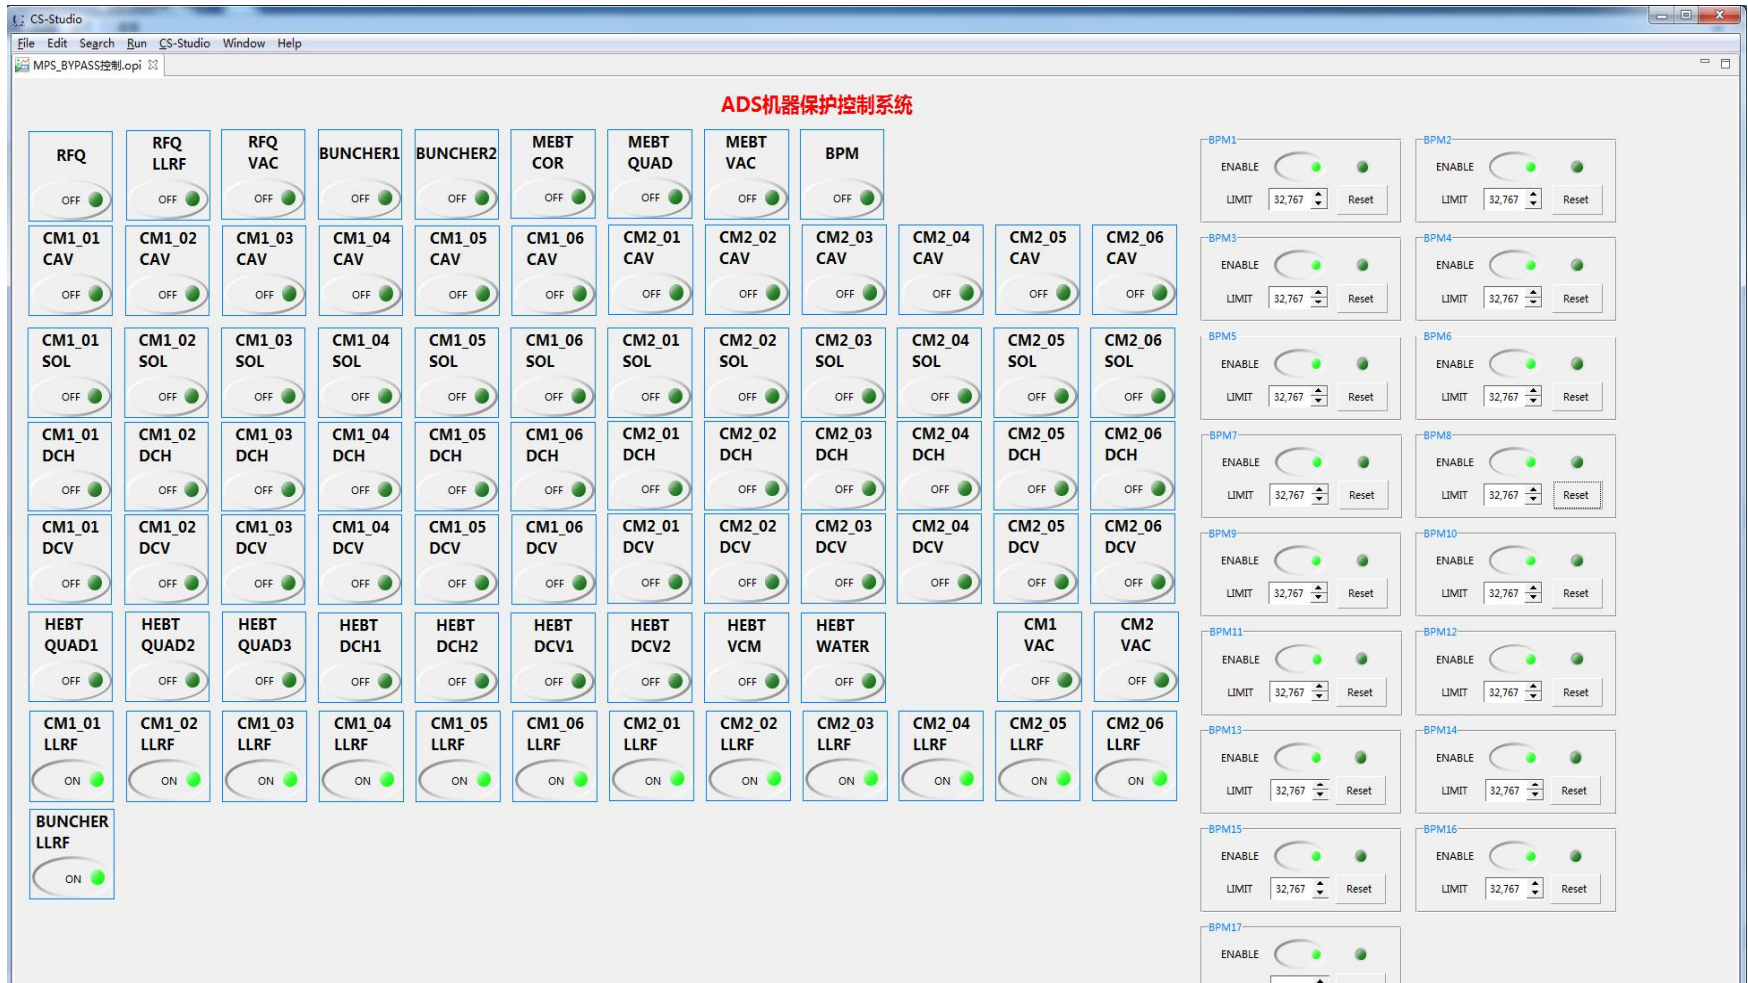 CS-Studio
File Edit Search Run CS-Studio Window Help
MPS_BYPASS控制.opi
ADS机器保护控制系统
RFQ
OFF
RFQ
LLRF
OFF
RFQ
VAC
OFF
BUNCHER1
OFF
BUNCHER2
OFF
MEBT
COR
OFF
MEBT
QUAD
OFF
MEBT
VAC
OFF
BPM
OFF
CM1_01
CAV
OFF
CM1_02
CAV
OFF
CM1_03
CAV
OFF
CM1_04
CAV
OFF
CM1_05
CAV
OFF
CM1_06
CAV
OFF
CM2_01
CAV
OFF
CM2_02
CAV
OFF
CM2_03
CAV
OFF
CM2_04
CAV
OFF
CM2_05
CAV
OFF
CM2_06
CAV
OFF
CM1_01
SOL
OFF
CM1_02
SOL
OFF
CM1_03
SOL
OFF
CM1_04
SOL
OFF
CM1_05
SOL
OFF
CM1_06
SOL
OFF
CM2_01
SOL
OFF
CM2_02
SOL
OFF
CM2_03
SOL
OFF
CM2_04
SOL
OFF
CM2_05
SOL
OFF
CM2_06
SOL
OFF
CM1_01
DCH
OFF
CM1_02
DCH
OFF
CM1_03
DCH
OFF
CM1_04
DCH
OFF
CM1_05
DCH
OFF
CM1_06
DCH
OFF
CM2_01
DCH
OFF
CM2_02
DCH
OFF
CM2_03
DCH
OFF
CM2_04
DCH
OFF
CM2_05
DCH
OFF
CM2_06
DCH
OFF
CM1_01
DCV
OFF
CM1_02
DCV
OFF
CM1_03
DCV
OFF
CM1_04
DCV
OFF
CM1_05
DCV
OFF
CM1_06
DCV
OFF
CM2_01
DCV
OFF
CM2_02
DCV
OFF
CM2_03
DCV
OFF
CM2_04
DCV
OFF
CM2_05
DCV
OFF
CM2_06
DCV
OFF
HEBT
QUAD1
OFF
HEBT
QUAD2
OFF
HEBT
QUAD3
OFF
HEBT
DCH1
OFF
HEBT
DCH2
OFF
HEBT
DCV1
OFF
HEBT
DCV2
OFF
HEBT
VCM
OFF
HEBT
WATER
OFF
CM1
VAC
OFF
CM2
VAC
OFF
CM1_01
LLRF
ON
CM1_02
LLRF
ON
CM1_03
LLRF
ON
CM1_04
LLRF
ON
CM1_05
LLRF
ON
CM1_06
LLRF
ON
CM2_01
LLRF
ON
CM2_02
LLRF
ON
CM2_03
LLRF
ON
CM2_04
LLRF
ON
CM2_05
LLRF
ON
CM2_06
LLRF
ON
BUNCHER
LLRF
ON
BPM1
ENABLE
LIMIT 32,767 Reset
BPM2
ENABLE
LIMIT 32,767 Reset
BPM3
ENABLE
LIMIT 32,767 Reset
BPM4
ENABLE
LIMIT 32,767 Reset
BPM5
ENABLE
LIMIT 32,767 Reset
BPM6
ENABLE
LIMIT 32,767 Reset
BPM7
ENABLE
LIMIT 32,767 Reset
BPM8
ENABLE
LIMIT 32,767 Reset
BPM9
ENABLE
LIMIT 32,767 Reset
BPM10
ENABLE
LIMIT 32,767 Reset
BPM11
ENABLE
LIMIT 32,767 Reset
BPM12
ENABLE
LIMIT 32,767 Reset
BPM13
ENABLE
LIMIT 32,767 Reset
BPM14
ENABLE
LIMIT 32,767 Reset
BPM15
ENABLE
LIMIT 32,767 Reset
BPM16
ENABLE
LIMIT 32,767 Reset
BPM17
ENABLE